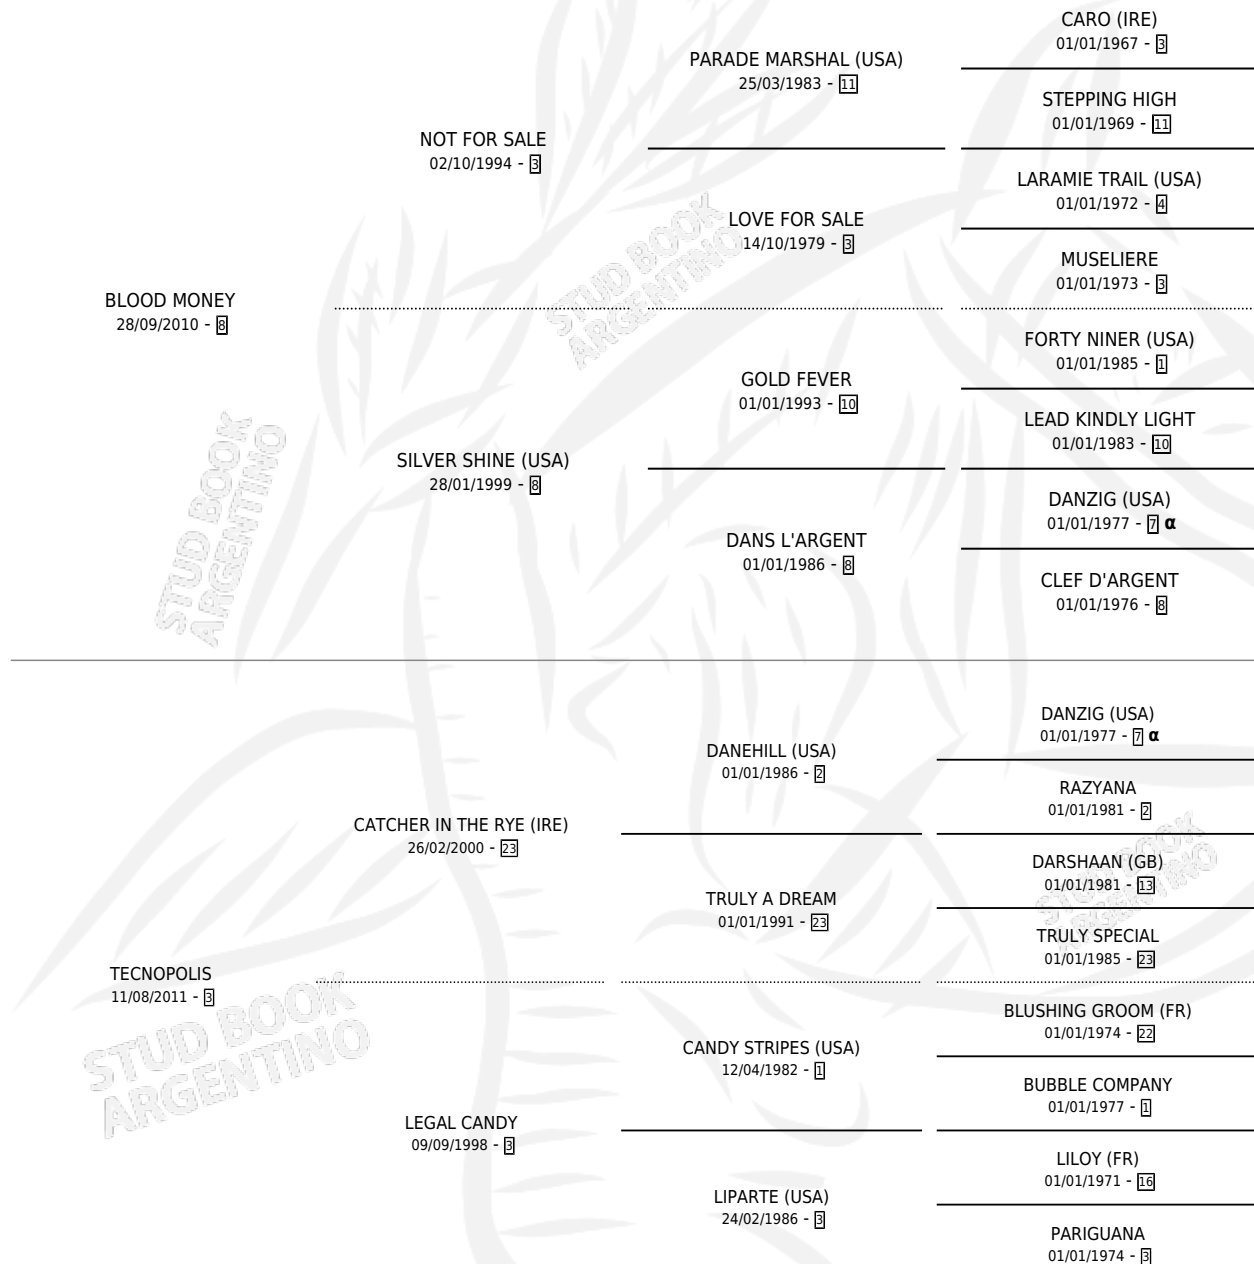 CARO (IRE)
01/01/1967 - 3
PARADE MARSHAL (USA)
25/03/1983 - 11
STEPPING HIGH
01/01/1969 - 11
NOT FOR SALE
02/10/1994 - 3
LARAMIE TRAIL (USA)
01/01/1972 - 4
LOVE FOR SALE
14/10/1979 - 3
MUSELIERE
01/01/1973 - 3
BLOOD MONEY
28/09/2010 - 8
FORTY NINER (USA)
01/01/1985 - 1
GOLD FEVER
01/01/1993 - 10
LEAD KINDLY LIGHT
01/01/1983 - 10
SILVER SHINE (USA)
28/01/1999 - 8
DANZIG (USA)
01/01/1977 - 7 α
DANS L'ARGENT
01/01/1986 - 8
CLEF D'ARGENT
01/01/1976 - 8
DANZIG (USA)
01/01/1977 - 7 α
DANEHILL (USA)
01/01/1986 - 2
RAZYANA
01/01/1981 - 2
CATCHER IN THE RYE (IRE)
26/02/2000 - 23
DARSHAAN (GB)
01/01/1981 - 13
TRULY A DREAM
01/01/1991 - 23
TRULY SPECIAL
01/01/1985 - 23
TECNOPOLIS
11/08/2011 - 3
BLUSHING GROOM (FR)
01/01/1974 - 22
CANDY STRIPES (USA)
12/04/1982 - 1
BUBBLE COMPANY
01/01/1977 - 1
LEGAL CANDY
09/09/1998 - 3
LILOY (FR)
01/01/1971 - 16
LIPARTE (USA)
24/02/1986 - 3
PARIGUANA
01/01/1974 - 3
STUD BOOK
ARGENTINO
STUD BOOK
ARGENTINO
STUD BOOK
ARGENTINO
STUD BOOK
ARGENTINO